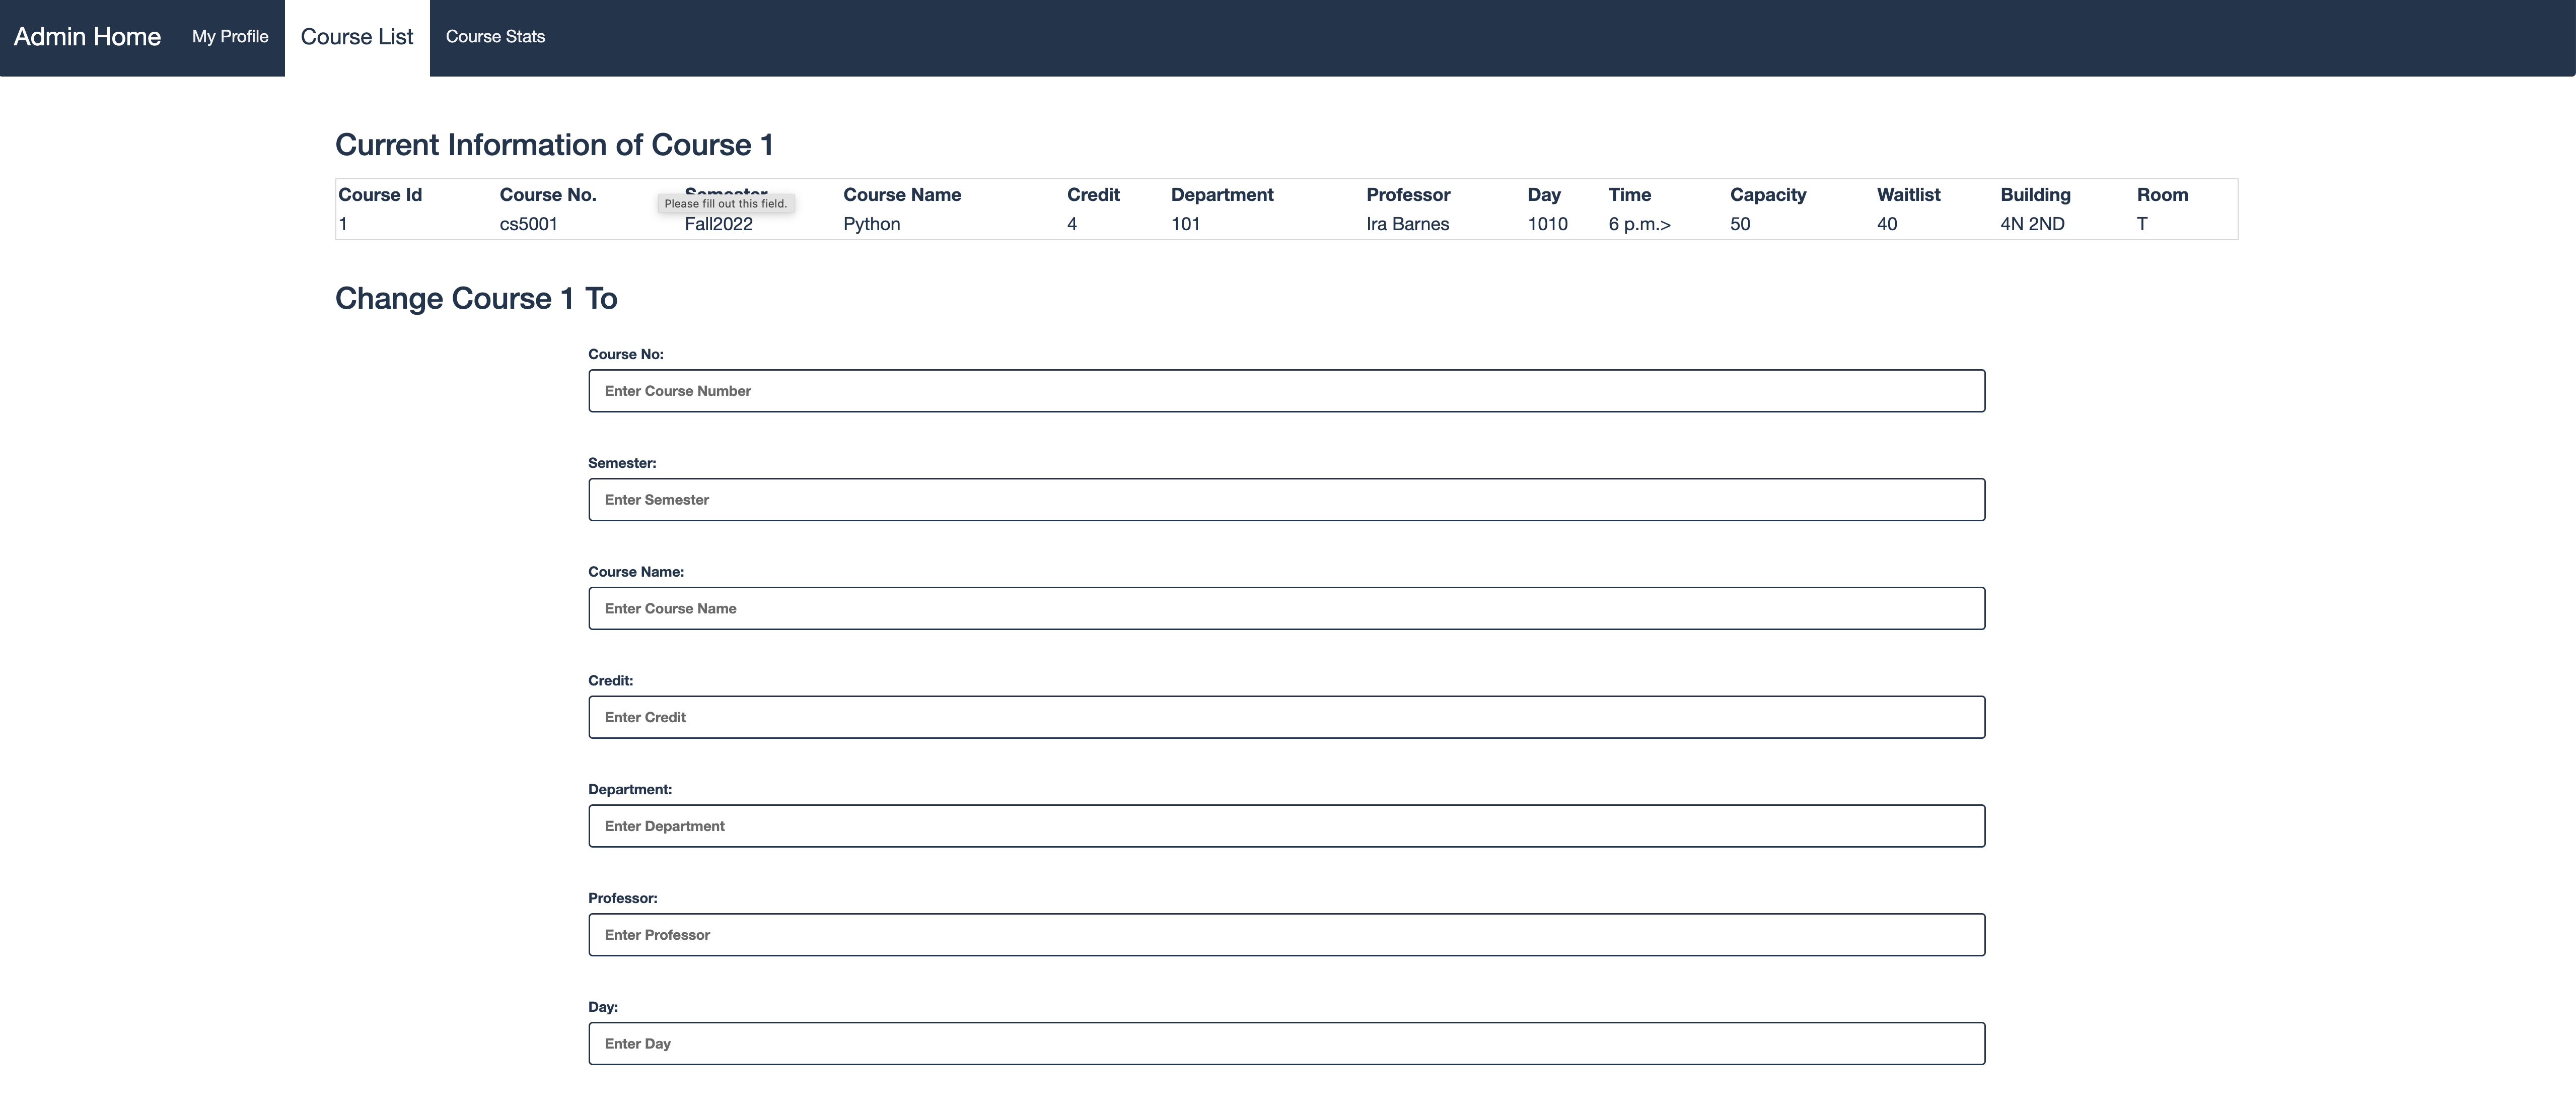 Admin Home My Profile Course List Course Stats
Current Information of Course 1
Course Id Course No. Semester Course Name Credit Department Professor Day Time Capacity Waitlist Building Room
Please fill out this field.
1 cs5001 Fall2022 Python 4 101 Ira Barnes 1010 6 p.m.> 50 40 4N 2ND T
Change Course 1 To
Course No:
Enter Course Number
Semester:
Enter Semester
Course Name:
Enter Course Name
Credit:
Enter Credit
Department:
Enter Department
Professor:
Enter Professor
Day:
Enter Day